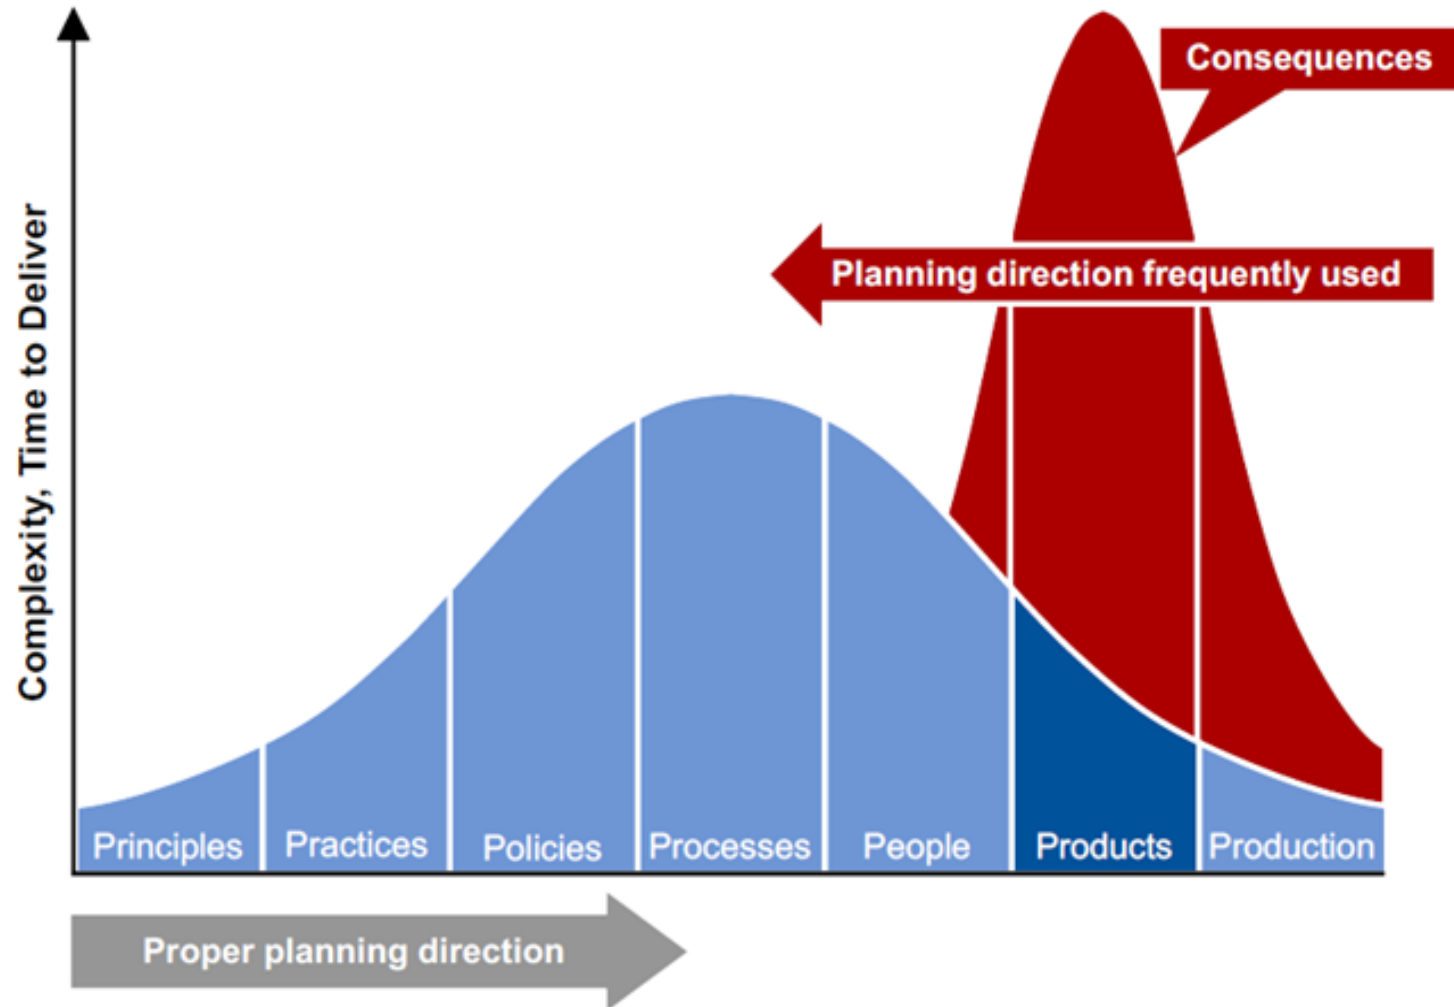 Consequences
Planning direction frequently used
Complexity, Time to Deliver
Principles
Practices
Policies
Processes
People
Products
Production
Proper planning direction